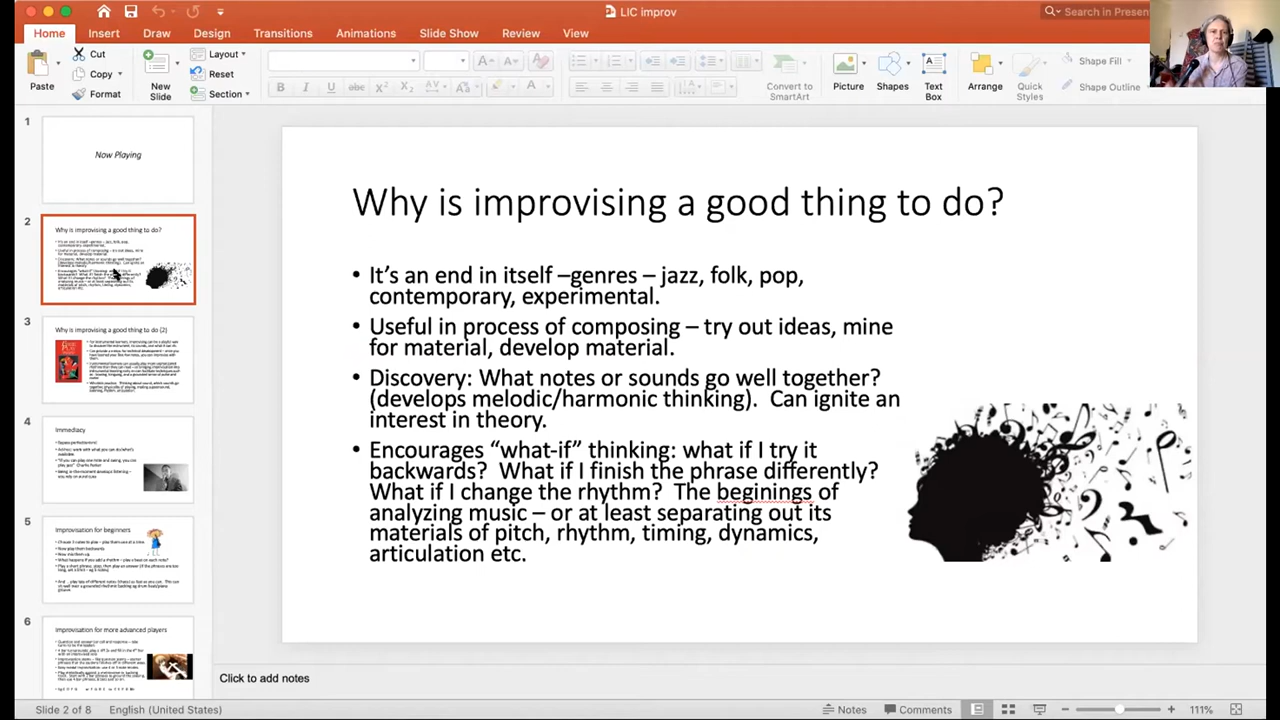 LIC improv
Search in Presen
Home Insert Draw Design Transitions Animations Slide Show Review View
Paste
Cut
Copy
Format
New
Slide
Layout
Reset
Section
Convert to
SmartArt
Picture
Shapes
Text
Box
Arrange
Quick
Styles
Shape Fill
Shape Outline
1
Now Playing
2
Why is improvising a good thing to do?
3
Why is improvising a good thing to do (2)
4
Immediacy
5
Improvisation for beginners
6
Improvisation for more advanced players
Why is improvising a good thing to do?
• It’s an end in itself –genres – jazz, folk, pop,
contemporary, experimental.
• Useful in process of composing – try out ideas, mine
for material, develop material.
• Discovery: What notes or sounds go well together?
(develops melodic/harmonic thinking). Can ignite an
interest in theory.
• Encourages “what-if” thinking: what if I try it
backwards? What if I finish the phrase differently?
What if I change the rhythm? The beginings of
analyzing music – or at least separating out its
materials of pitch, rhythm, timing, dynamics,
articulation etc.
Click to add notes
Slide 2 of 8 English (United States) Notes Comments 111%